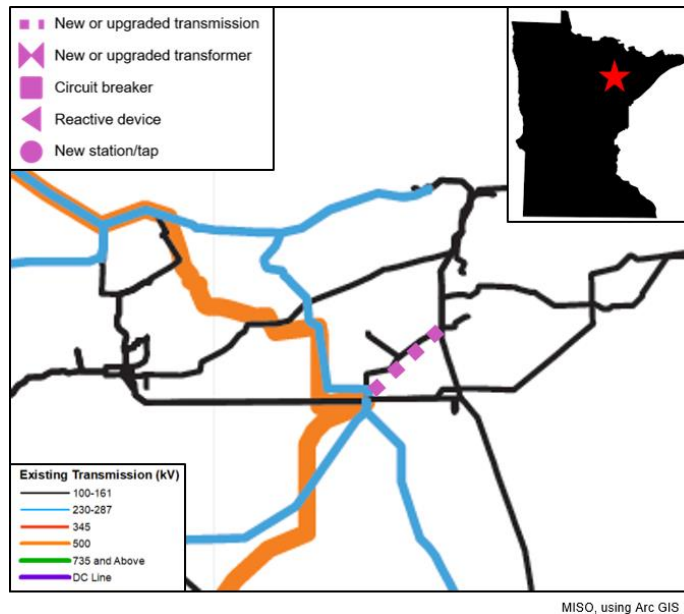 New or upgraded transmission
New or upgraded transformer
Circuit breaker
Reactive device
New station/tap
Existing Transmission (kV)
100-161
230-287
345
500
735 and Above
DC Line
MISO, using Arc GIS